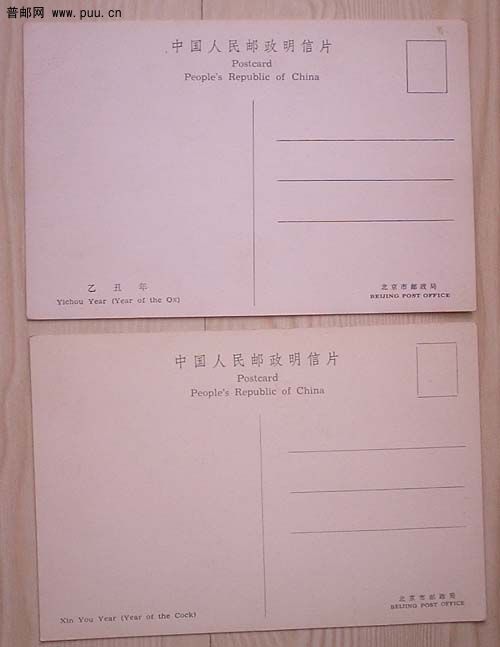 普邮网
www.puu.cn
中国人民邮政明信片
Postcard
People's Republic of China
乙丑年
Yichou Year (Year of the Ox)
北京市邮政局
BEIJING POST OFFICE
中国人民邮政明信片
Postcard
People's Republic of China
Xin You Year (Year of the Cock)
北京市邮政局
BEIJING POST OFFICE